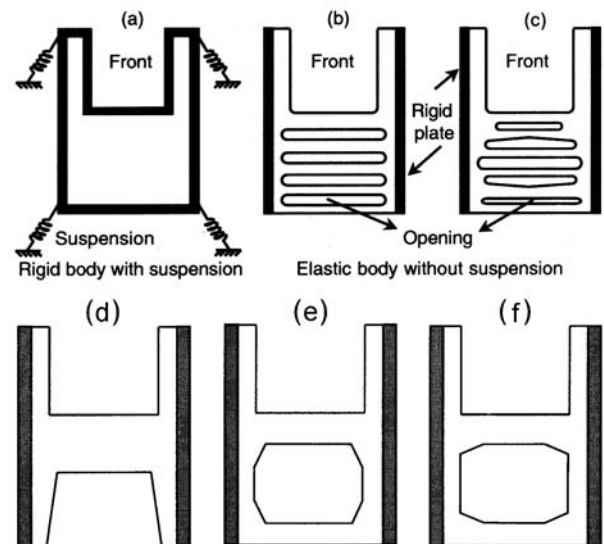 (a) (b) (c)
Front Front Front
Rigid
plate
Suspension Opening
Rigid body with suspension Elastic body without suspension
(d) (e) (f)